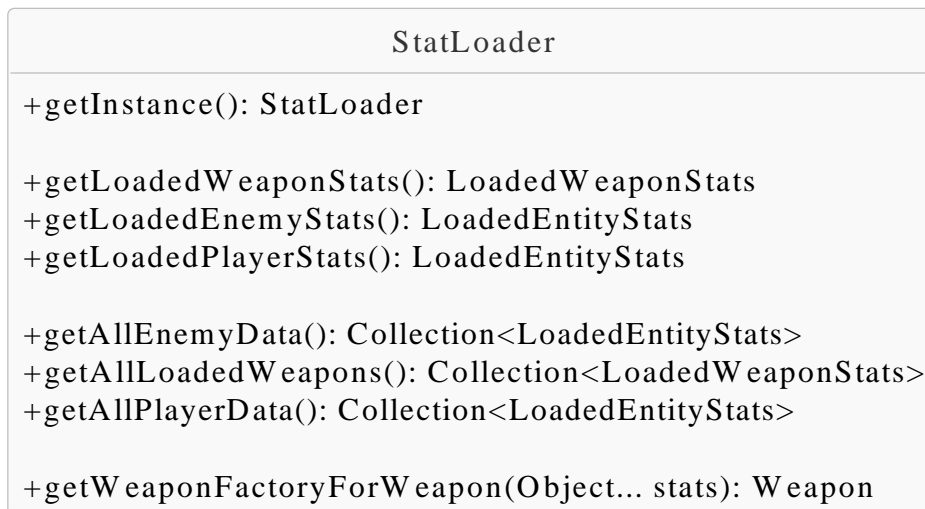 StatLoader
+getInstance(): StatLoader
+getLoadedWeaponStats(): LoadedWeaponStats
+getLoadedEnemyStats(): LoadedEntityStats
+getLoadedPlayerStats(): LoadedEntityStats
+getAllEnemyData(): Collection<LoadedEntityStats>
+getAllLoadedWeapons(): Collection<LoadedWeaponStats>
+getAllPlayerData(): Collection<LoadedEntityStats>
+getWeaponFactoryForWeapon(Object... stats): Weapon